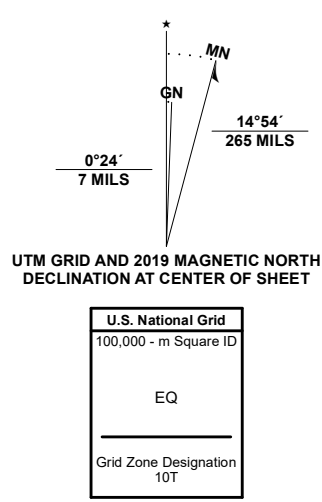 MN
GN
14°54´
265 MILS
0°24´
7 MILS
UTM GRID AND 2019 MAGNETIC NORTH
DECLINATION AT CENTER OF SHEET
U.S. National Grid
100,000 - m Square ID
EQ
Grid Zone Designation
10T